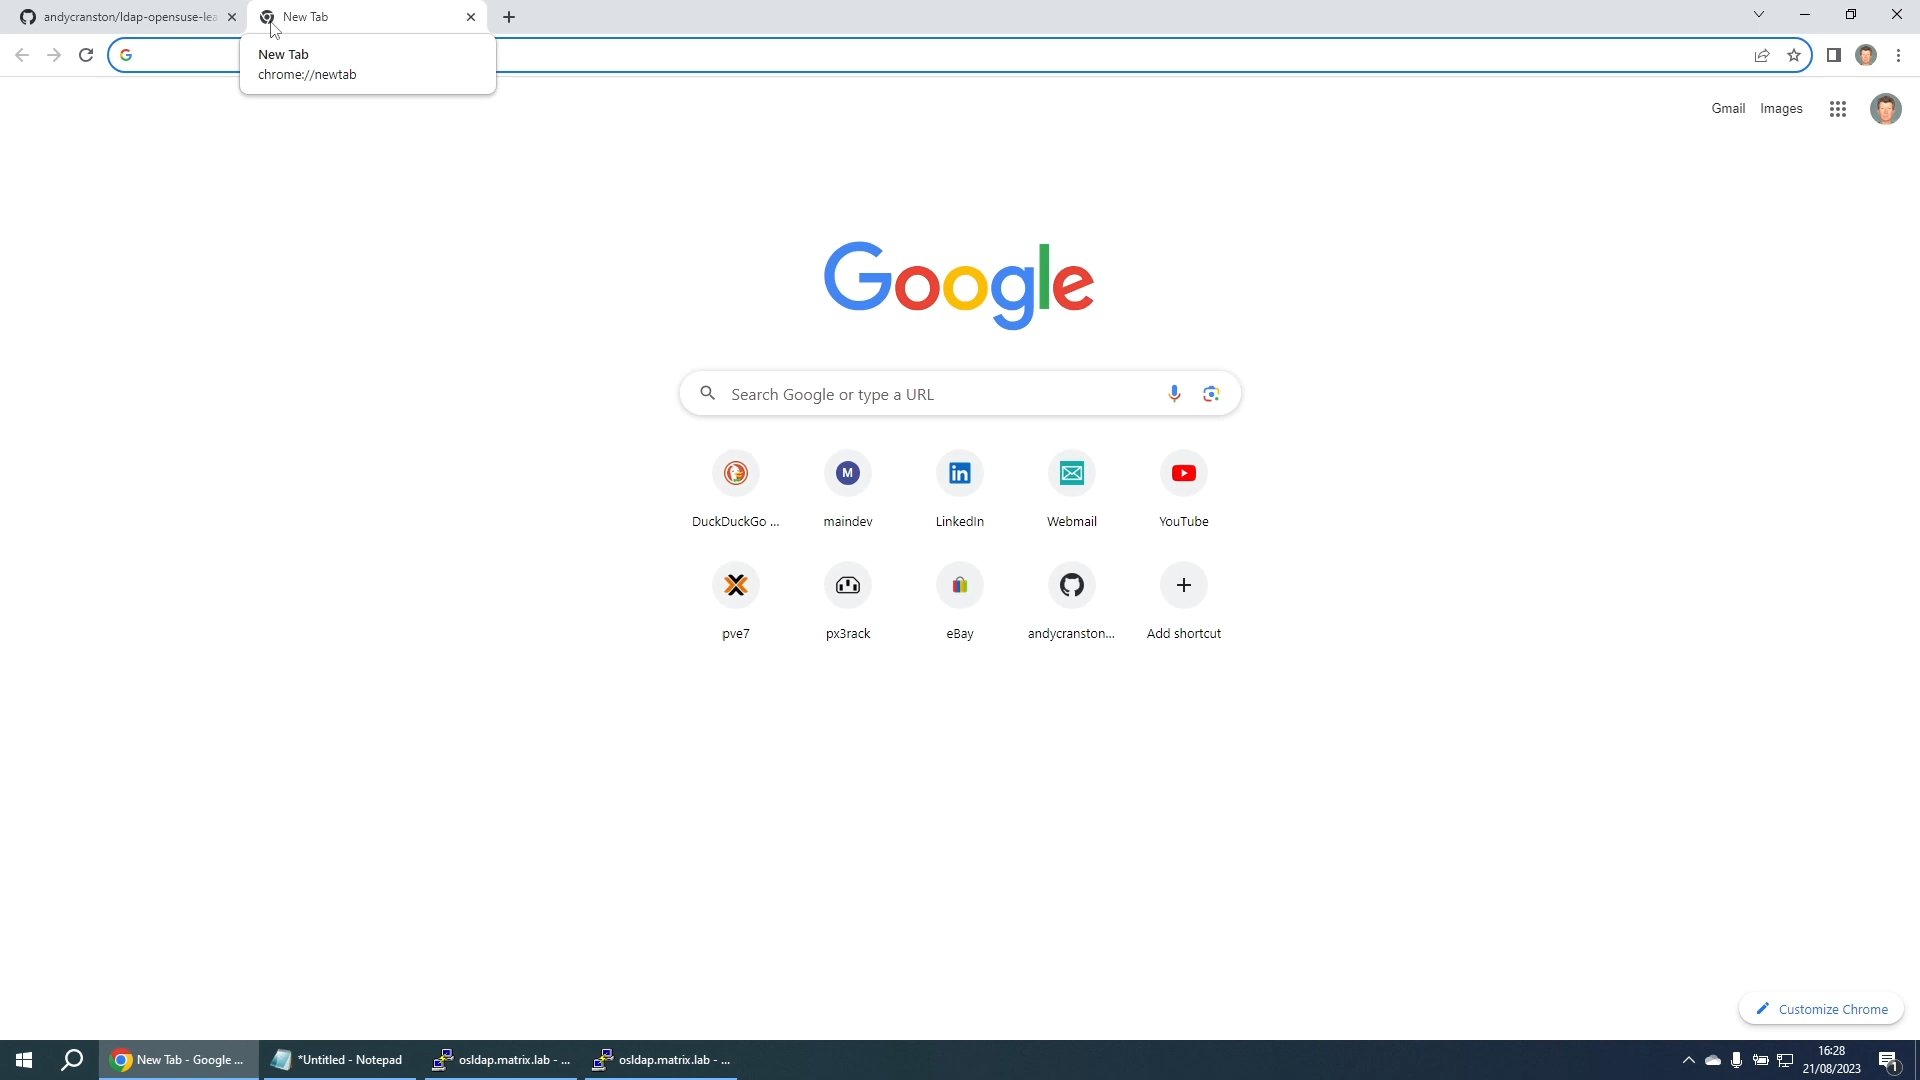 andycranston/ldap-opensuse-lea
New Tab
New Tab
chrome://newtab
Gmail
Images
Google
Search Google or type a URL
DuckDuckGo ...
M
maindev
in
LinkedIn
Webmail
YouTube
pve7
px3rack
eBay
andycranston...
Add shortcut
Customize Chrome
New Tab - Google ...
*Untitled - Notepad
osldap.matrix.lab - ...
osldap.matrix.lab - ...
16:28
21/08/2023
1